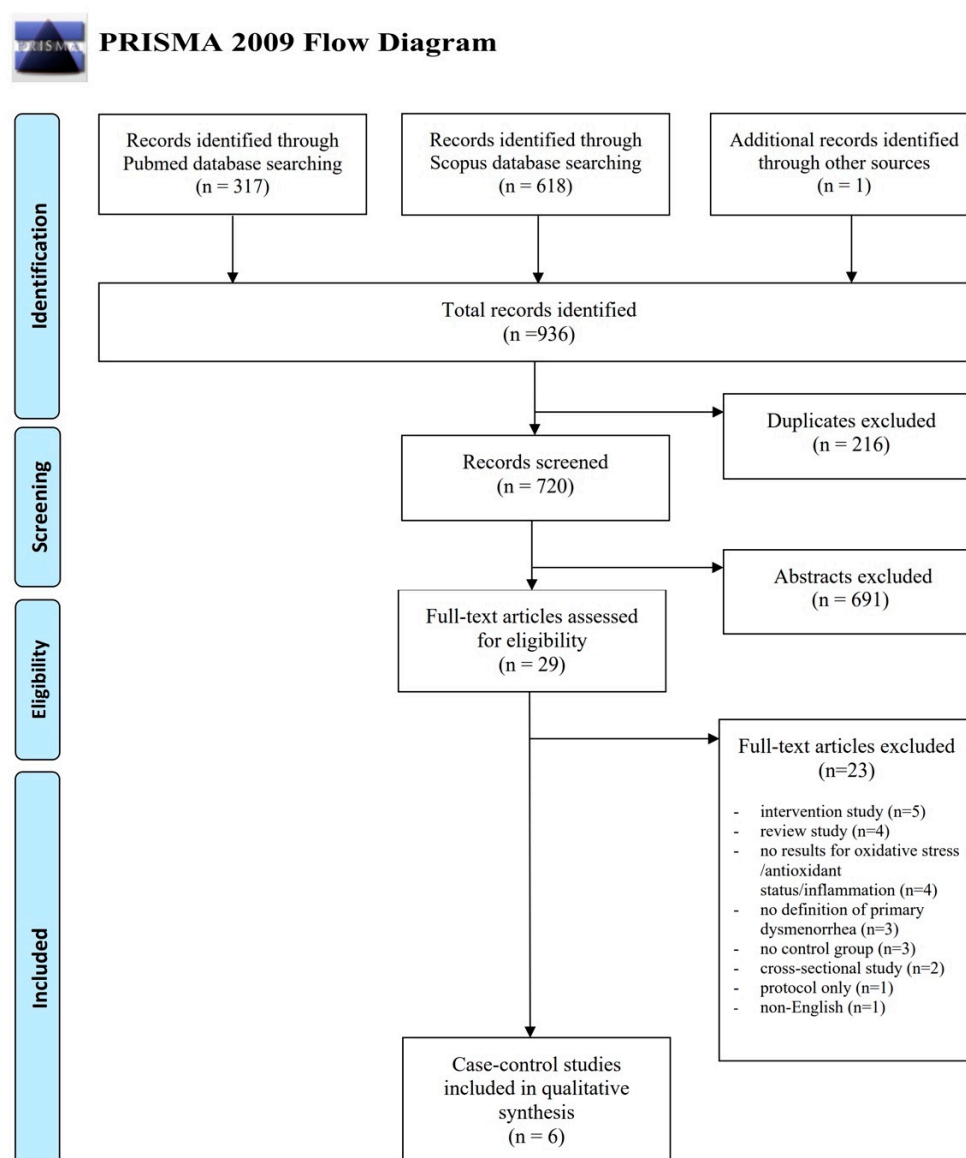 PRISMA
PRISMA 2009 Flow Diagram
Identification
Records identified through
Pubmed database searching
(n = 317)
Records identified through
Scopus database searching
(n = 618)
Additional records identified
through other sources
(n = 1)
Total records identified
(n =936)
Duplicates excluded
(n = 216)
Screening
Records screened
(n = 720)
Abstracts excluded
(n = 691)
Eligibility
Full-text articles assessed
for eligibility
(n = 29)
Full-text articles excluded
(n=23)
- intervention study (n=5)
- review study (n=4)
- no results for oxidative stress
/antioxidant
status/inflammation (n=4)
- no definition of primary
dysmenorrhea (n=3)
- no control group (n=3)
- cross-sectional study (n=2)
- protocol only (n=1)
- non-English (n=1)
Included
Case-control studies
included in qualitative
synthesis
(n = 6)